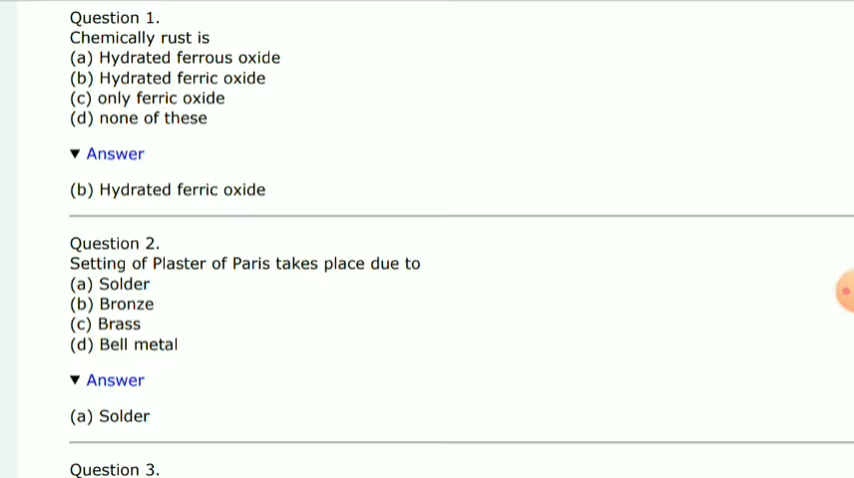 Question 1.
Chemically rust is
(a) Hydrated ferrous oxide
(b) Hydrated ferric oxide
(c) only ferric oxide
(d) none of these
▼ Answer
(b) Hydrated ferric oxide
Question 2.
Setting of Plaster of Paris takes place due to
(a) Solder
(b) Bronze
(c) Brass
(d) Bell metal
▼ Answer
(a) Solder
Question 3.